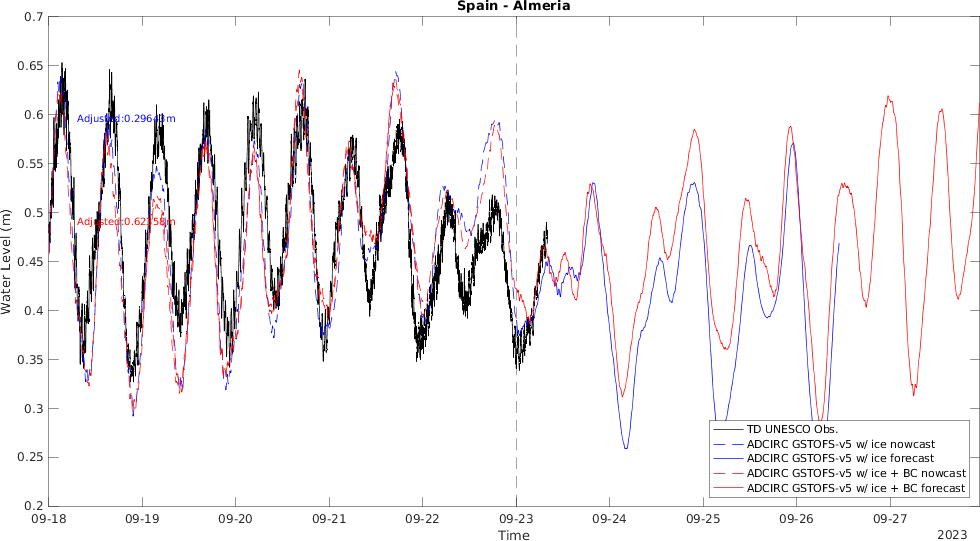 Spain - Almeria
0.7
0.65
0.6
0.55
0.5
0.45
0.4
0.35
0.3
0.25
0.2
Water Level (m)
Adjusted:0.29643m
Adjusted:0.62258m
TD UNESCO Obs.
ADCIRC GSTOFS-v5 w/ ice nowcast
ADCIRC GSTOFS-v5 w/ ice forecast
ADCIRC GSTOFS-v5 w/ ice + BC nowcast
ADCIRC GSTOFS-v5 w/ ice + BC forecast
09-18 09-19 09-20 09-21 09-22 09-23 09-24 09-25 09-26 09-27
Time
2023